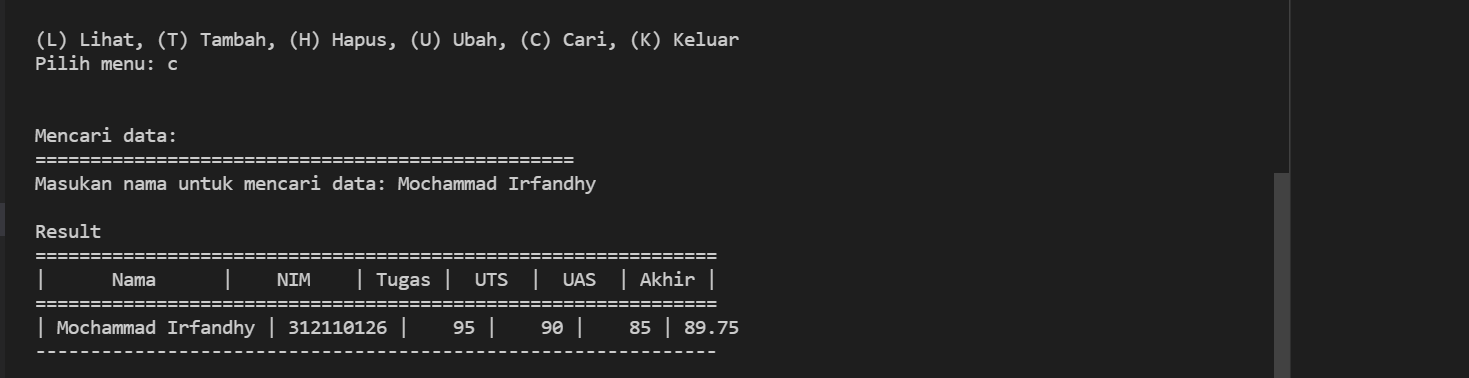 (L) Lihat, (T) Tambah, (H) Hapus, (U) Ubah, (C) Cari, (K) Keluar
Pilih menu: c
Mencari data:
=================================================
Masukan nama untuk mencari data: Mochammad Irfandhy
Result
==============================================================
|      Nama      |    NIM    | Tugas |  UTS  |  UAS  | Akhir |
==============================================================
| Mochammad Irfandhy | 312110126 |    95 |    90 |    85 | 89.75
--------------------------------------------------------------